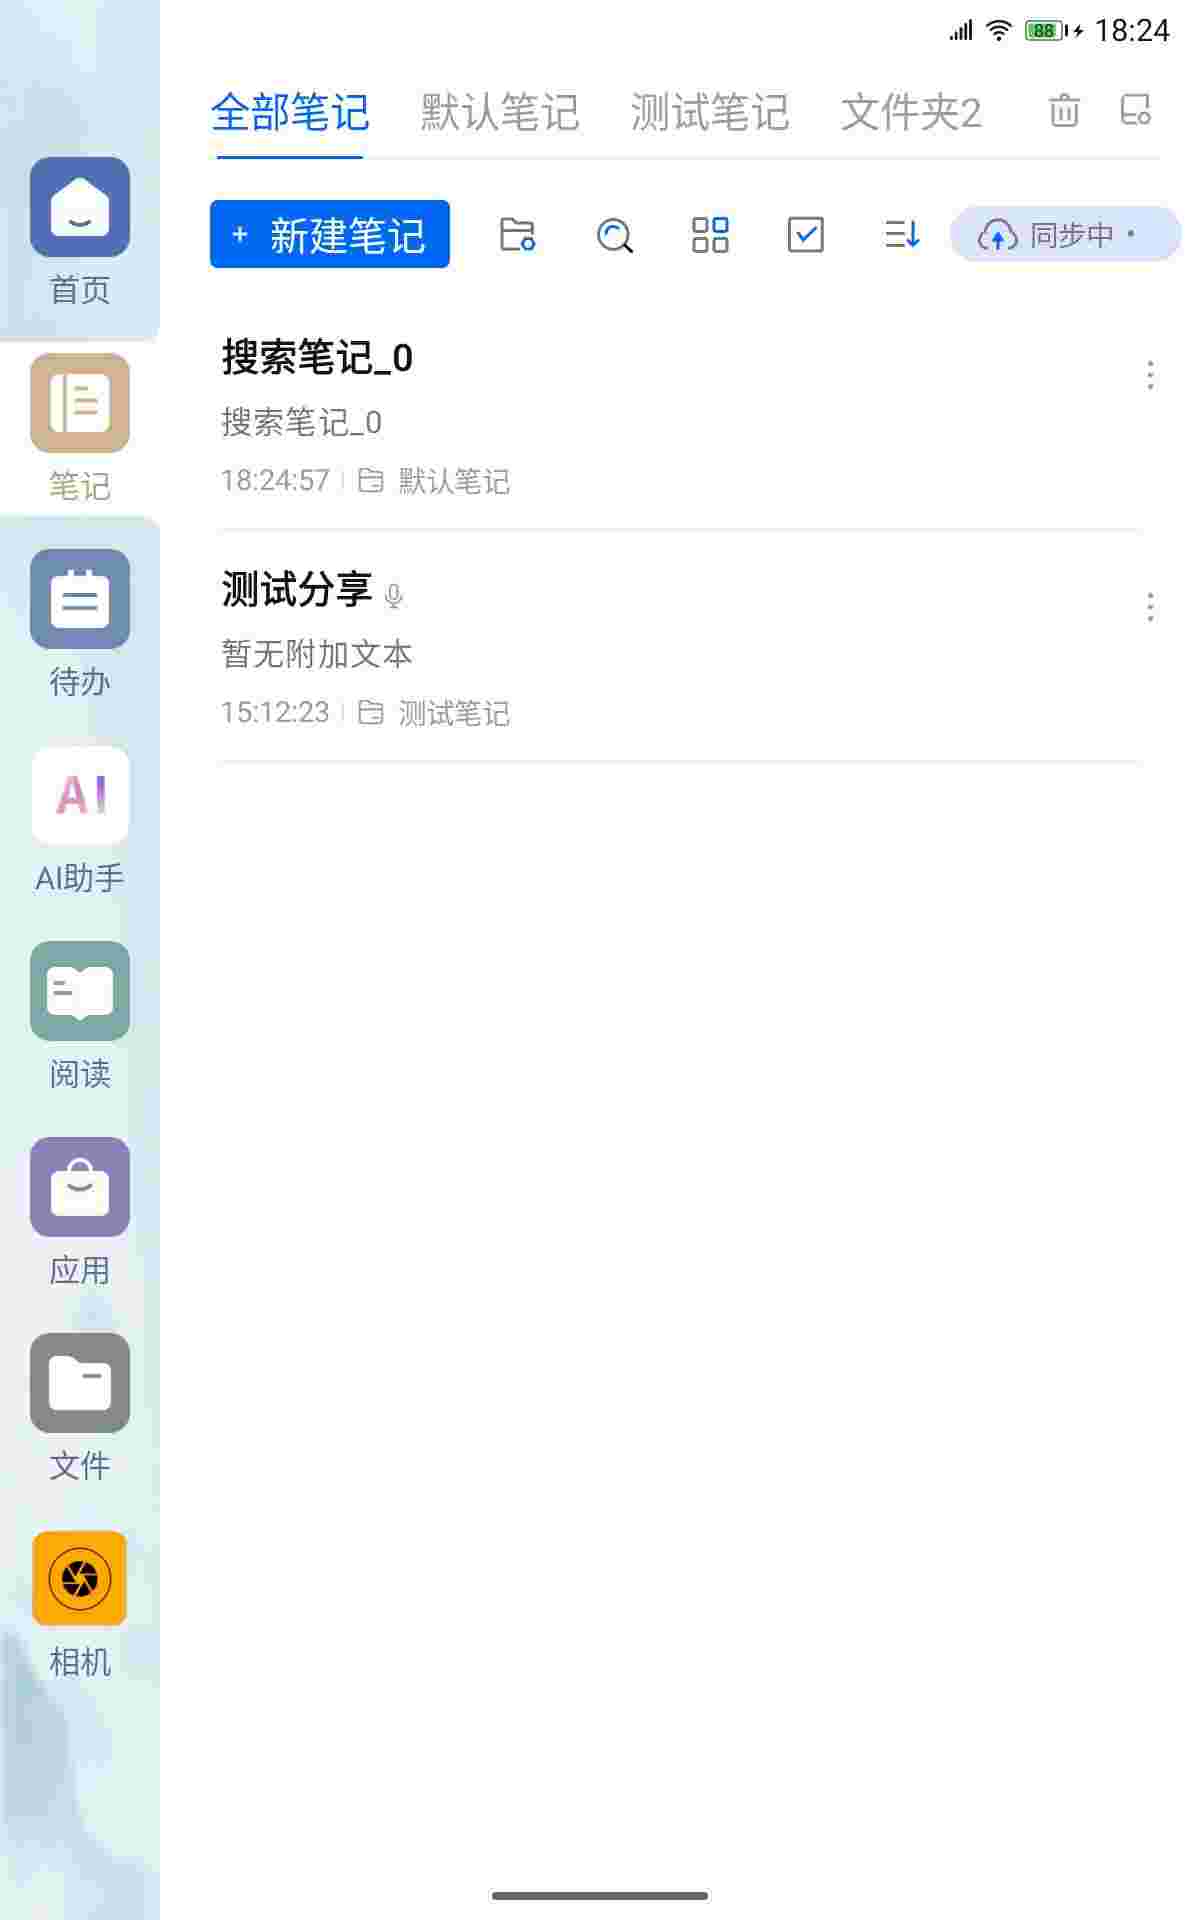 88 18:24
全部笔记 默认笔记 测试笔记 文件夹2
+ 新建笔记 同步中 ·
首页
笔记
待办
AI
AI助手
阅读
应用
文件
相机
搜索笔记_0
搜索笔记_0
18:24:57 默认笔记
测试分享
暂无附加文本
15:12:23 测试笔记